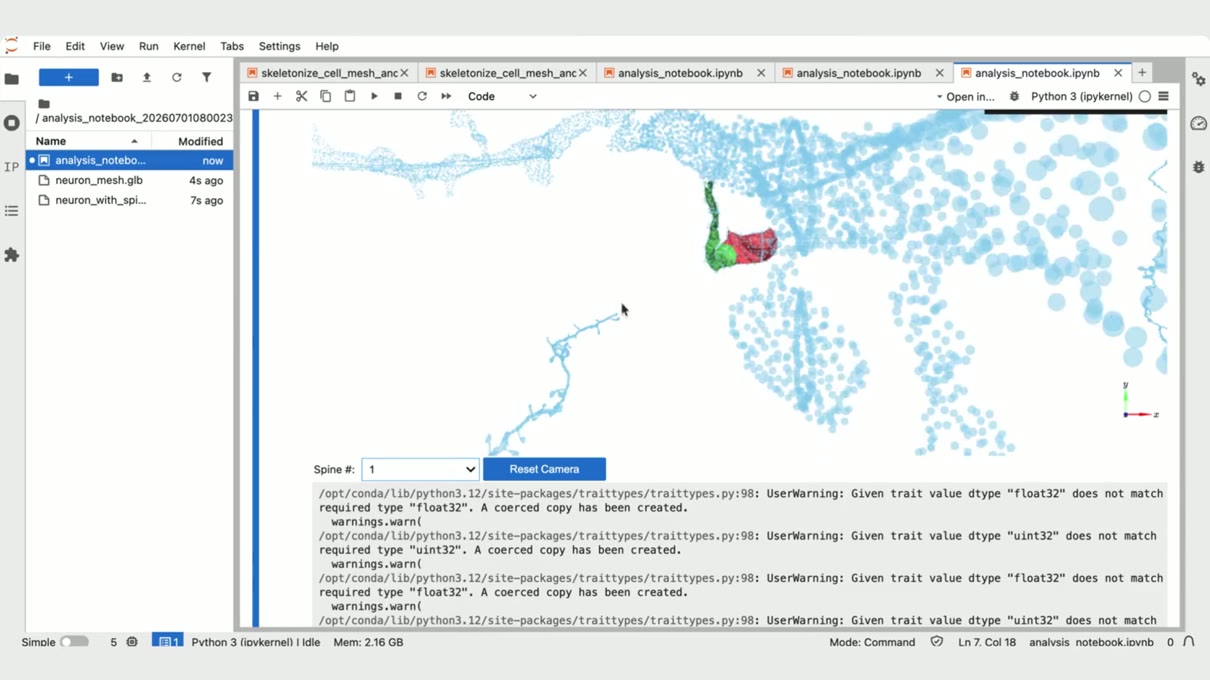 File Edit View Run Kernel Tabs Settings Help
skeletonize_cell_mesh_anc skeletonize_cell_mesh_anc analysis_notebook.ipynb analysis_notebook.ipynb analysis_notebook.ipynb
Code Open in... Python 3 (ipykernel)
/ analysis_notebook_20260701080023
Name Modified
analysis_notebo... now
neuron_mesh.glb 4s ago
neuron_with_spi... 7s ago
IP
y
x
Spine #: 1 Reset Camera
/opt/conda/lib/python3.12/site-packages/traittypes/traittypes.py:98: UserWarning: Given trait value dtype "float32" does not match
required type "float32". A coerced copy has been created.
warnings.warn(
/opt/conda/lib/python3.12/site-packages/traittypes/traittypes.py:98: UserWarning: Given trait value dtype "uint32" does not match
required type "uint32". A coerced copy has been created.
warnings.warn(
/opt/conda/lib/python3.12/site-packages/traittypes/traittypes.py:98: UserWarning: Given trait value dtype "float32" does not match
required type "float32". A coerced copy has been created.
warnings.warn(
/opt/conda/lib/python3.12/site-packages/traittypes/traittypes.py:98: UserWarning: Given trait value dtype "uint32" does not match
Simple 5 1 Python 3 (ipykernel) | Idle Mem: 2.16 GB Mode: Command Ln 7, Col 18 analysis_notebook.ipynb 0